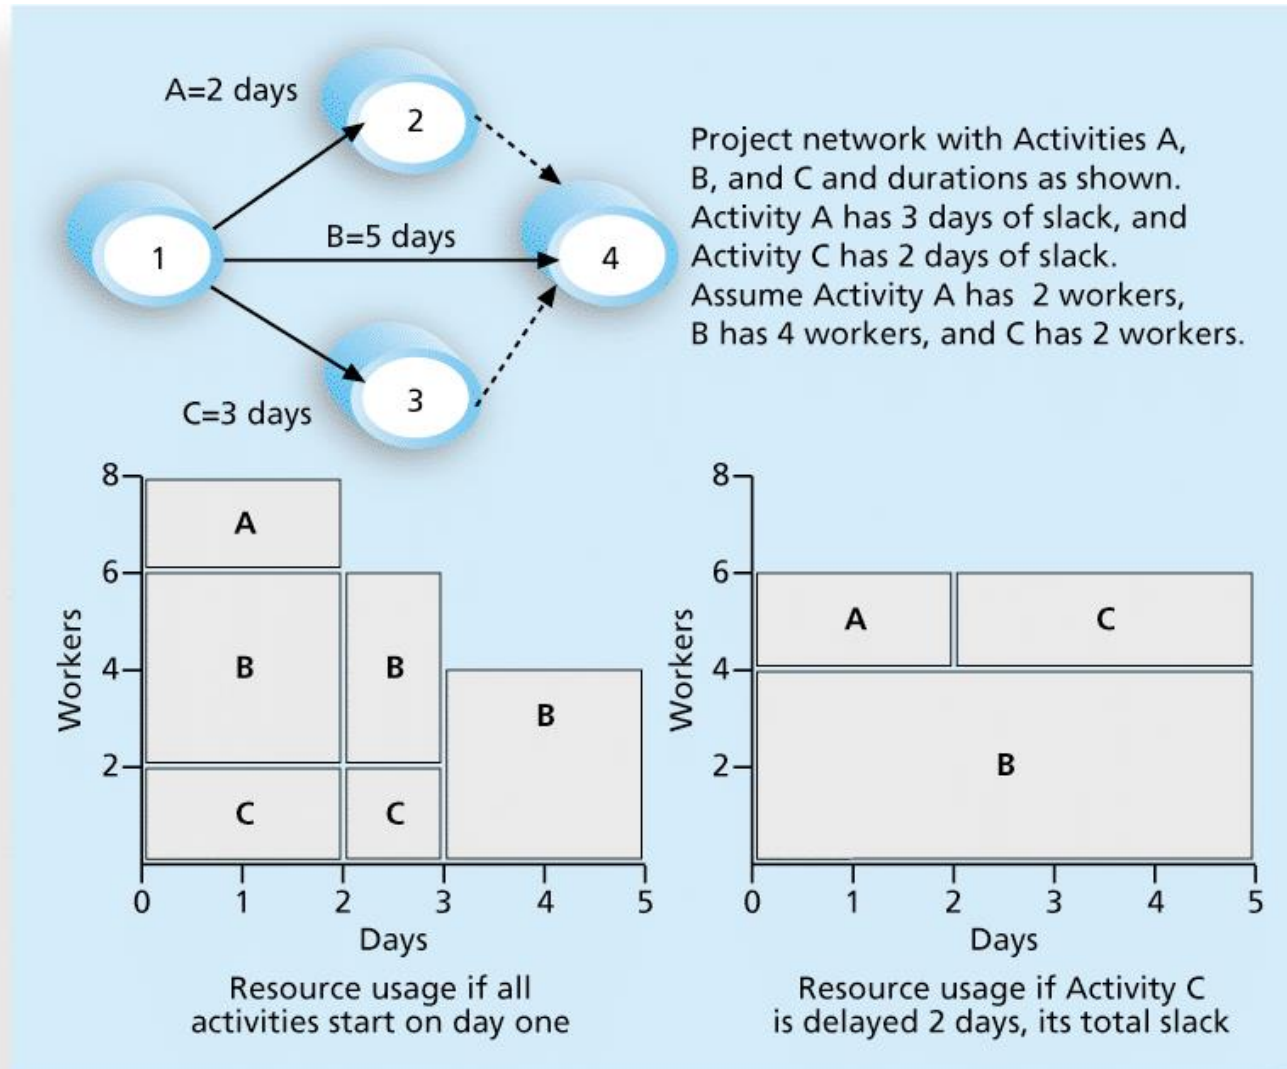 A=2 days
2
Project network with Activities A,
B, and C and durations as shown.
Activity A has 3 days of slack, and
Activity C has 2 days of slack.
Assume Activity A has 2 workers,
B has 4 workers, and C has 2 workers.
1
B=5 days
4
C=3 days
3
8
6
4
2
Workers
A
B
B
B
C
C
0 1 2 3 4 5
Days
Resource usage if all
activities start on day one
8
6
4
2
Workers
A
C
B
0 1 2 3 4 5
Days
Resource usage if Activity C
is delayed 2 days, its total slack